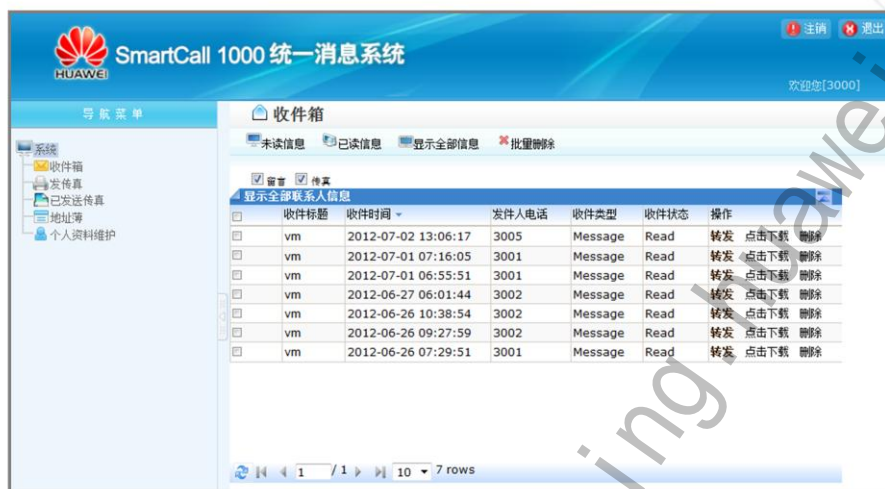 注销 退出
HUAWEI
SmartCall 1000 统一消息系统
欢迎您[3000]
导航菜单
系统
收件箱
发传真
已发送传真
地址薄
个人资料维护
收件箱
未读信息 已读信息 显示全部信息 批量删除
留言 传真
显示全部联系人信息
收件标题 收件时间 发件人电话 收件类型 收件状态 操作
vm 2012-07-02 13:06:17 3005 Message Read 转发 点击下载 删除
vm 2012-07-01 07:16:05 3001 Message Read 转发 点击下载 删除
vm 2012-07-01 06:55:51 3001 Message Read 转发 点击下载 删除
vm 2012-06-27 06:01:44 3002 Message Read 转发 点击下载 删除
vm 2012-06-26 10:38:54 3002 Message Read 转发 点击下载 删除
vm 2012-06-26 09:27:59 3002 Message Read 转发 点击下载 删除
vm 2012-06-26 07:29:51 3001 Message Read 转发 点击下载 删除
1 / 1 10 7 rows
ing.huawei